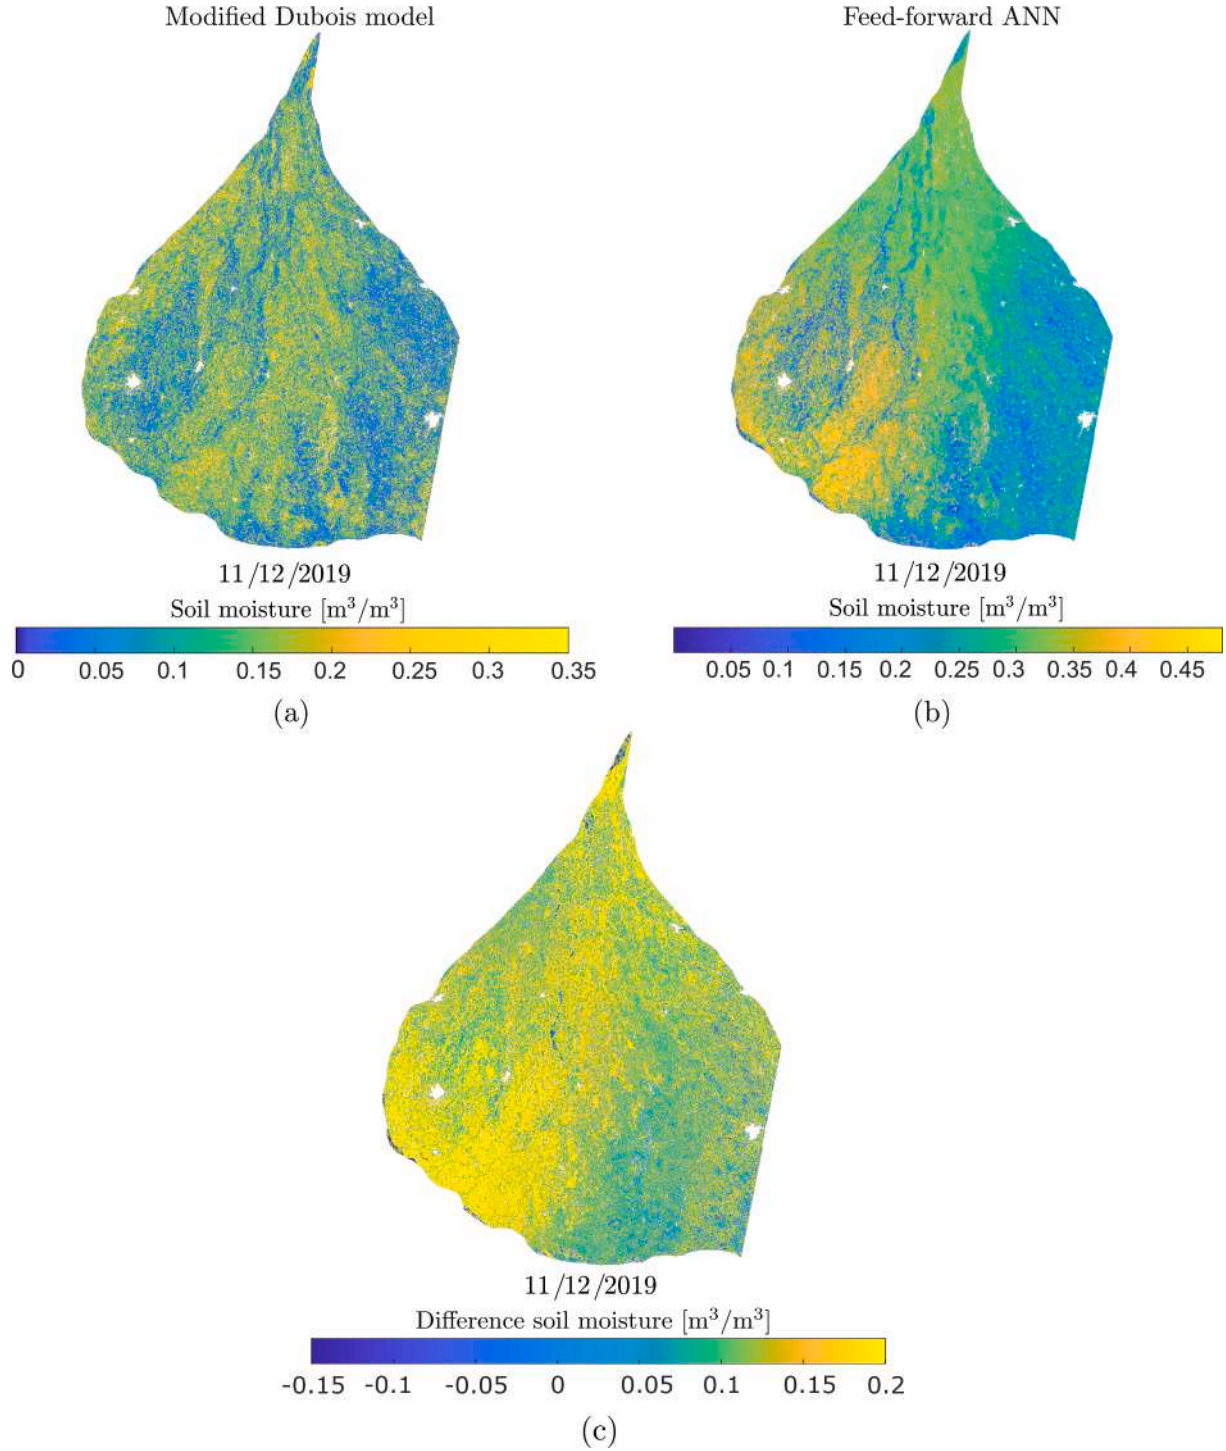 Modified Dubois model
Feed-forward ANN
11/12/2019
11/12/2019
Soil moisture [m³/m³]
Soil moisture [m³/m³]
0 0.05 0.1 0.15 0.2 0.25 0.3 0.35
0.05 0.1 0.15 0.2 0.25 0.3 0.35 0.4 0.45
(a)
(b)
11/12/2019
Difference soil moisture [m³/m³]
-0.15 -0.1 -0.05 0 0.05 0.1 0.15 0.2
(c)